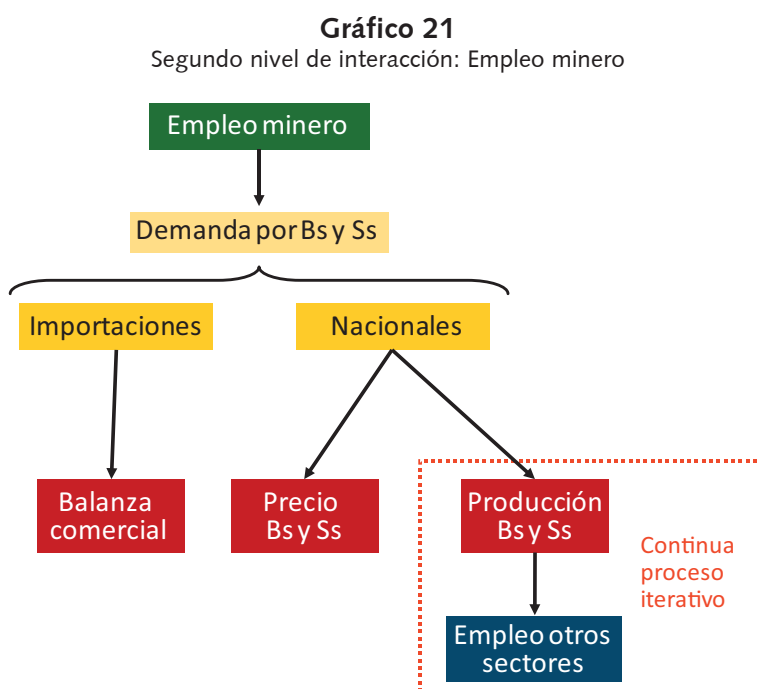 Gráfico 21
Segundo nivel de interacción: Empleo minero
Empleo minero
Demanda por Bs y Ss
Importaciones
Nacionales
Balanza
comercial
Precio
Bs y Ss
Producción
Bs y Ss
Continua
proceso
iterativo
Empleo otros
sectores